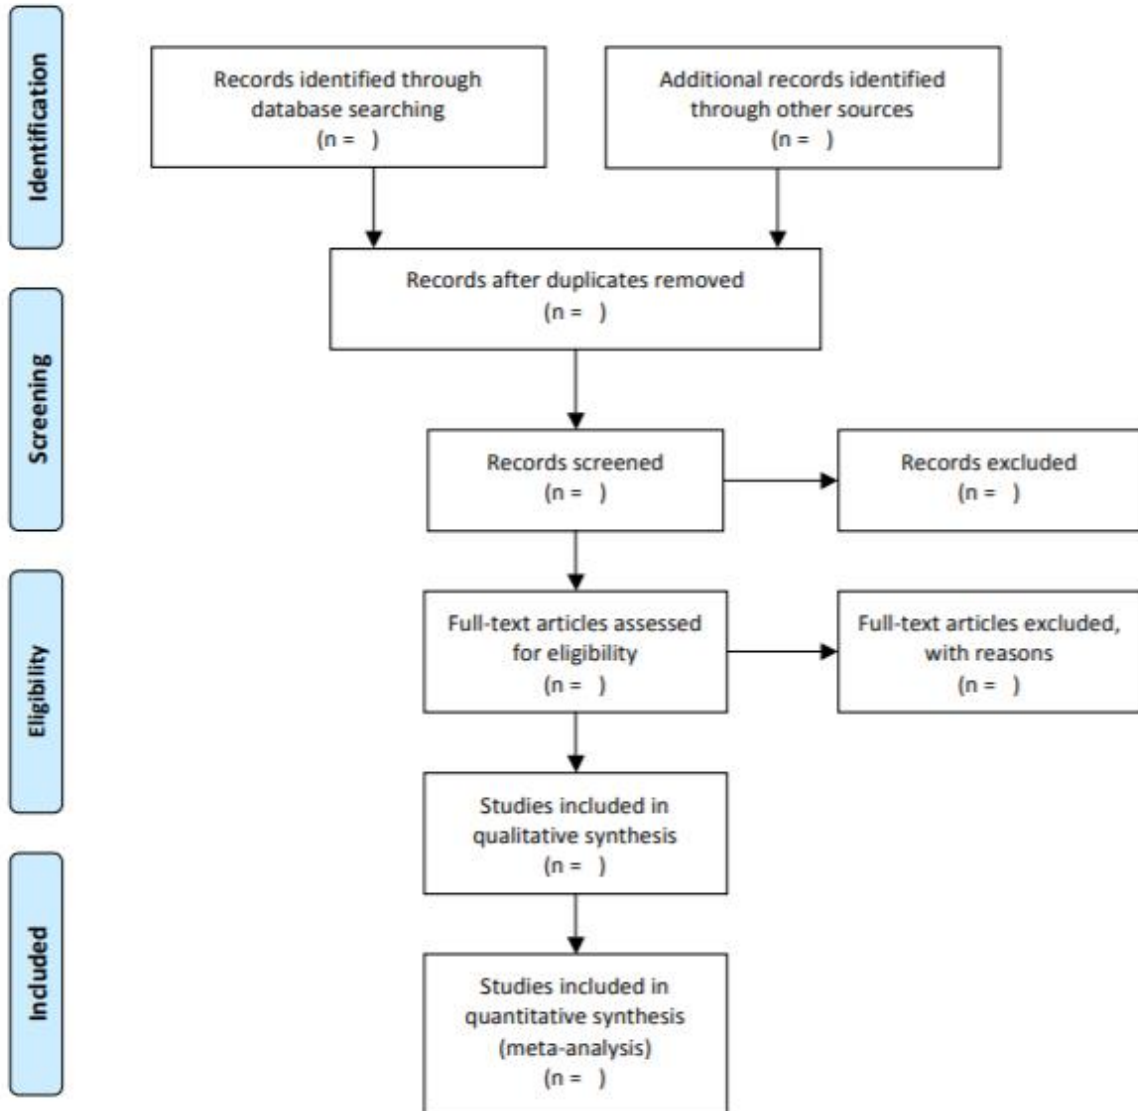 Identification
Records identified through
database searching
(n =   )
Additional records identified
through other sources
(n =   )
Records after duplicates removed
(n =   )
Screening
Records screened
(n =   )
Records excluded
(n =   )
Eligibility
Full-text articles assessed
for eligibility
(n =   )
Full-text articles excluded,
with reasons
(n =   )
Studies included in
qualitative synthesis
(n =   )
Included
Studies included in
quantitative synthesis
(meta-analysis)
(n =   )